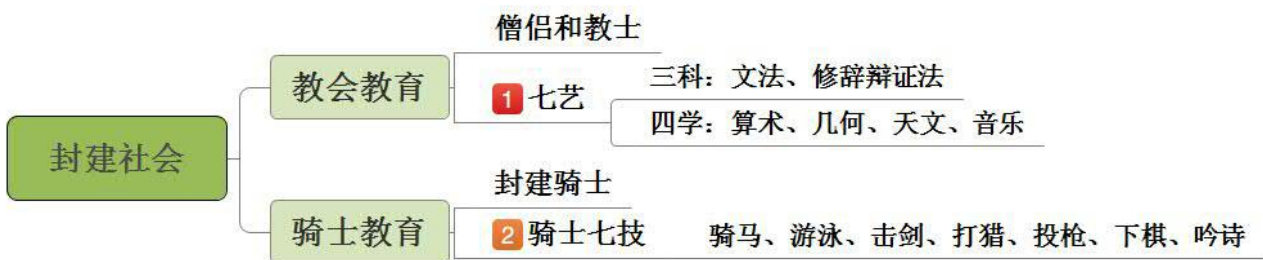 封建社会
教会教育
僧侣和教士
1 七艺
三科：文法、修辞辩证法
四学：算术、几何、天文、音乐
骑士教育
封建骑士
2 骑士七技
骑马、游泳、击剑、打猎、投枪、下棋、吟诗